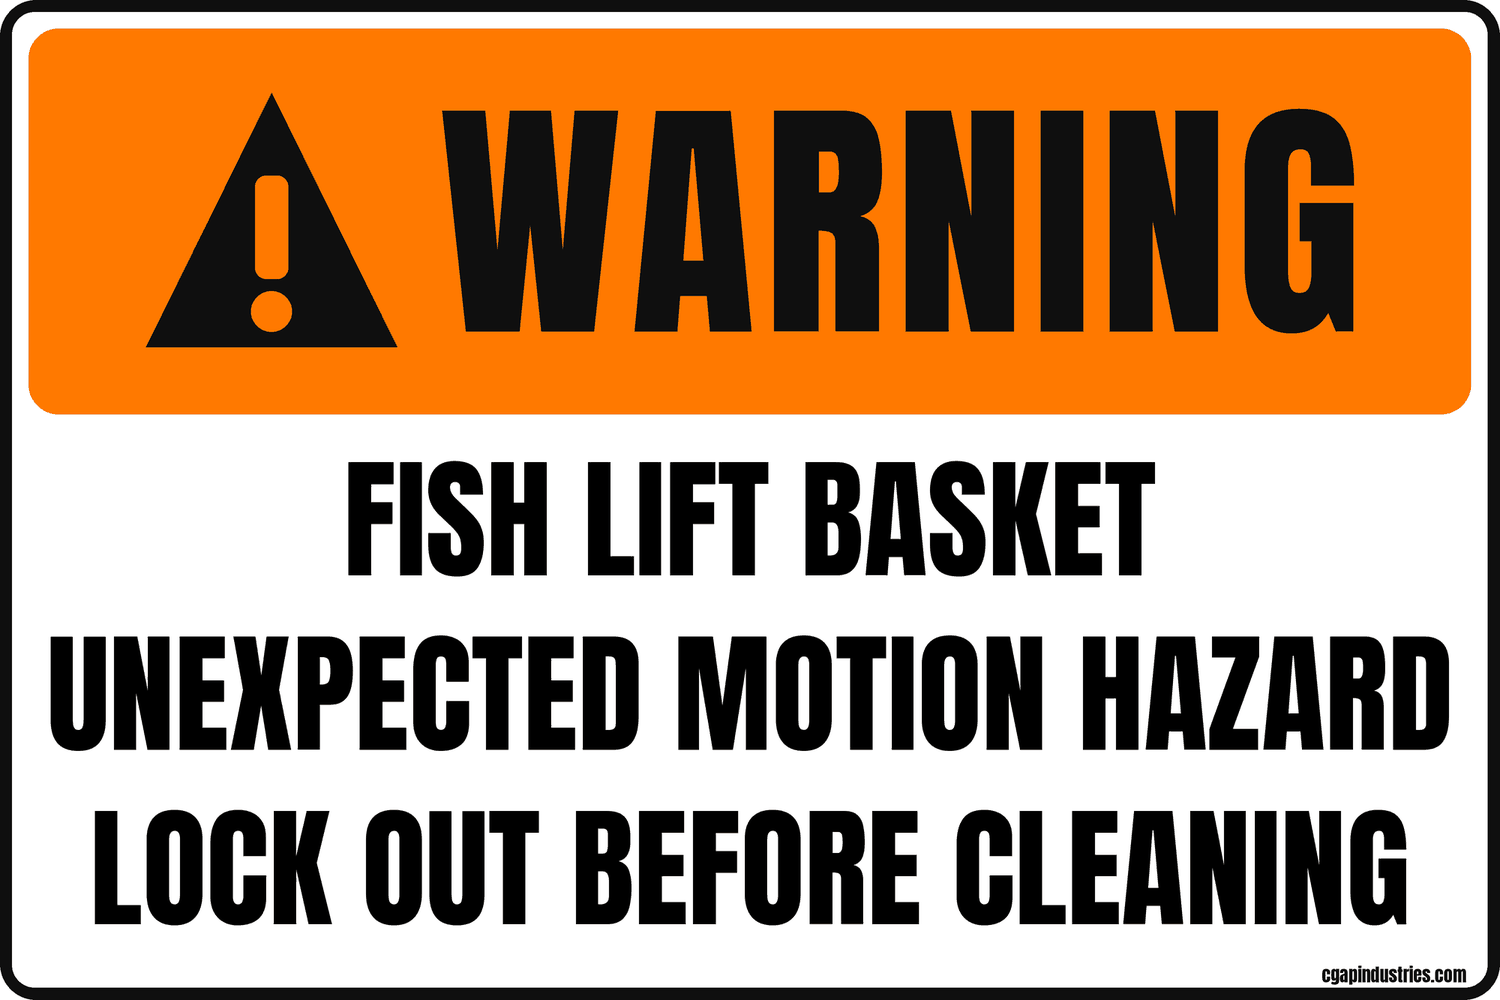 WARNING
FISH LIFT BASKET
UNEXPECTED MOTION HAZARD
LOCK OUT BEFORE CLEANING
cgapindustries.com